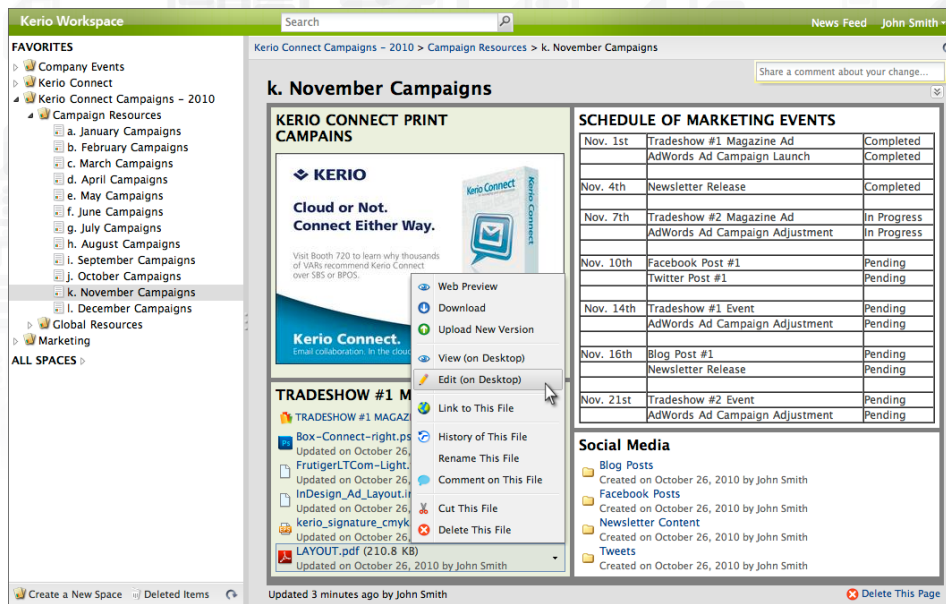 Kerio Workspace
Search
News Feed John Smith
FAVORITES
Company Events
Kerio Connect
Kerio Connect Campaigns - 2010
Campaign Resources
a. January Campaigns
b. February Campaigns
c. March Campaigns
d. April Campaigns
e. May Campaigns
f. June Campaigns
g. July Campaigns
h. August Campaigns
i. September Campaigns
j. October Campaigns
k. November Campaigns
l. December Campaigns
Global Resources
Marketing
ALL SPACES
Create a New Space Deleted Items
Kerio Connect Campaigns - 2010 > Campaign Resources > k. November Campaigns
Share a comment about your change...
k. November Campaigns
KERIO CONNECT PRINT
CAMPAINS
KERIO
Cloud or Not.
Connect Either Way.
Visit Booth 720 to learn why thousands
of VARs recommend Kerio Connect
over SBS or BPOS.
Kerio Connect
Kerio Connect
Kerio Connect.
Email collaboration. In the cloud
Web Preview
Download
Upload New Version
View (on Desktop)
Edit (on Desktop)
Link to This File
History of This File
Rename This File
Comment on This File
Cut This File
Delete This File
TRADESHOW #1 M
TRADESHOW #1 MAGAZ
Box-Connect-right.ps
Updated on October 26,
FrutigerLTCom-Light.
Updated on October 26,
InDesign_Ad_Layout.i
Updated on October 26,
kerio_signature_cmyk
Updated on October 26,
LAYOUT.pdf (210.8 KB)
Updated on October 26, 2010 by John Smith
SCHEDULE OF MARKETING EVENTS
Nov. 1st Tradeshow #1 Magazine Ad Completed
AdWords Ad Campaign Launch Completed
Nov. 4th Newsletter Release Completed
Nov. 7th Tradeshow #2 Magazine Ad In Progress
AdWords Ad Campaign Adjustment In Progress
Nov. 10th Facebook Post #1 Pending
Twitter Post #1 Pending
Nov. 14th Tradeshow #1 Event Pending
AdWords Ad Campaign Adjustment Pending
Nov. 16th Blog Post #1 Pending
Newsletter Release Pending
Nov. 21st Tradeshow #2 Event Pending
AdWords Ad Campaign Adjustment Pending
Social Media
Blog Posts
Created on October 26, 2010 by John Smith
Facebook Posts
Created on October 26, 2010 by John Smith
Newsletter Content
Created on October 26, 2010 by John Smith
Tweets
Created on October 26, 2010 by John Smith
Updated 3 minutes ago by John Smith
Delete This Page